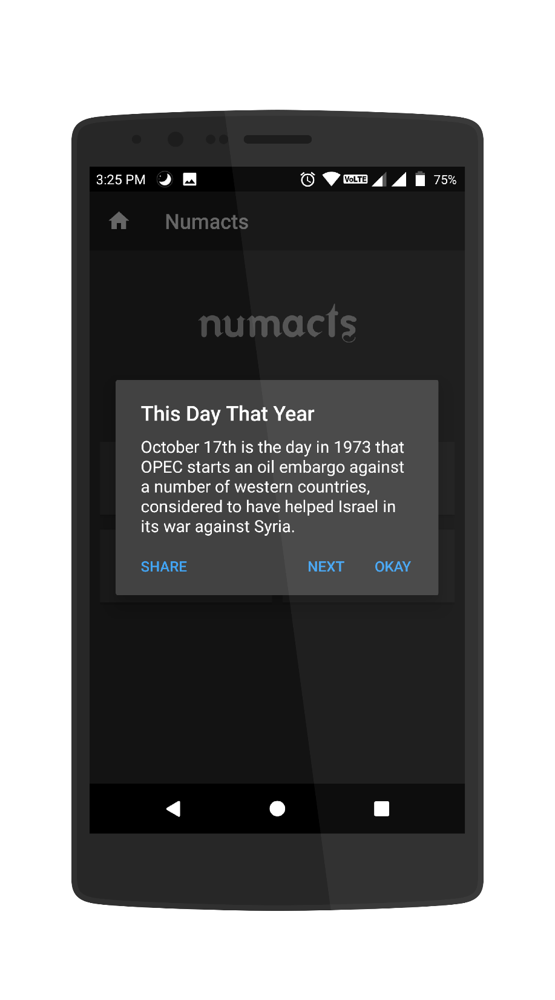 3:25 PM VoLTE 75%
Numacts
numacts
This Day That Year
October 17th is the day in 1973 that
OPEC starts an oil embargo against
a number of western countries,
considered to have helped Israel in
its war against Syria.
SHARE NEXT OKAY